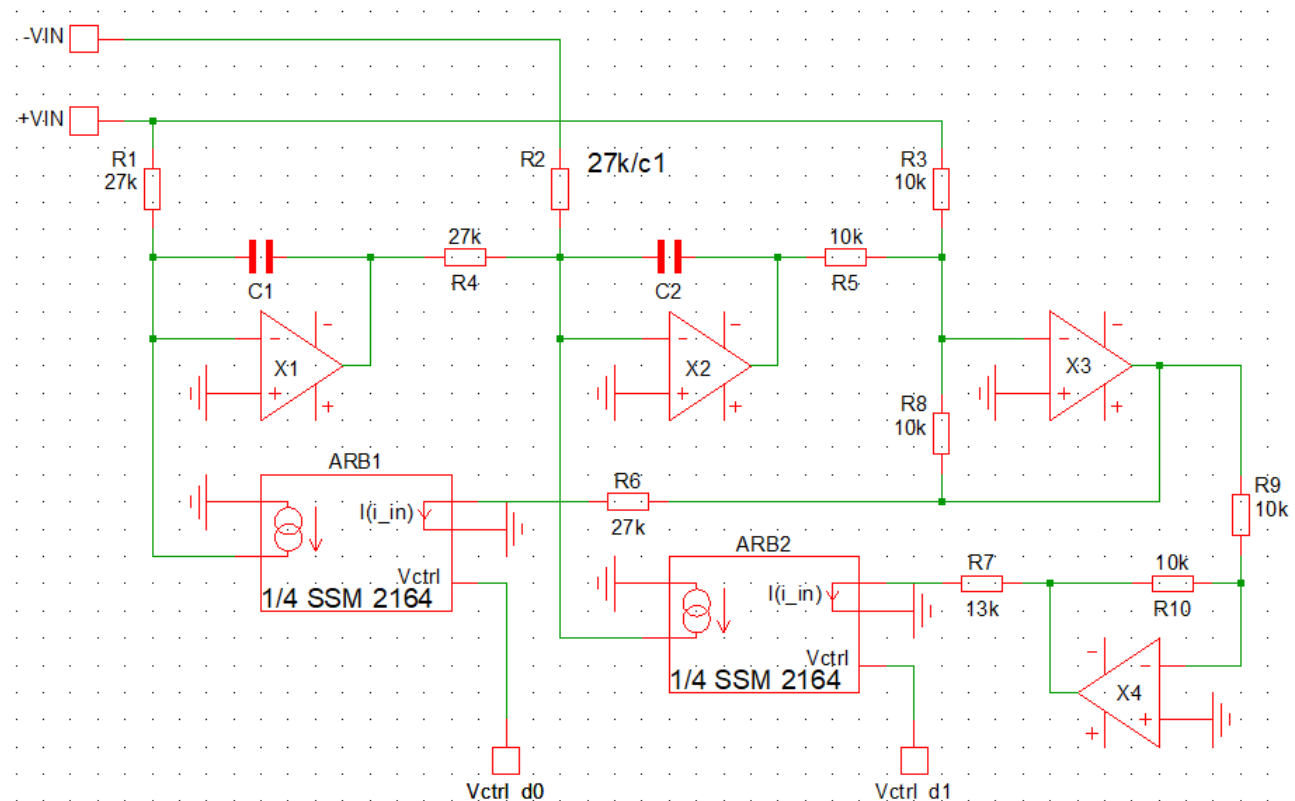 -VIN
+VIN
R1
27k
R2
27k/c1
R3
10k
27k
R4
10k
R5
C1
C2
-
-
+
+
X1
-
-
+
+
X2
-
-
+
+
X3
R8
10k
ARB1
I(i_in)
Vctrl
1/4 SSM 2164
R6
27k
R9
10k
ARB2
I(i_in)
Vctrl
1/4 SSM 2164
R7
13k
10k
R10
-
-
+
+
X4
Vctrl_d0
Vctrl_d1